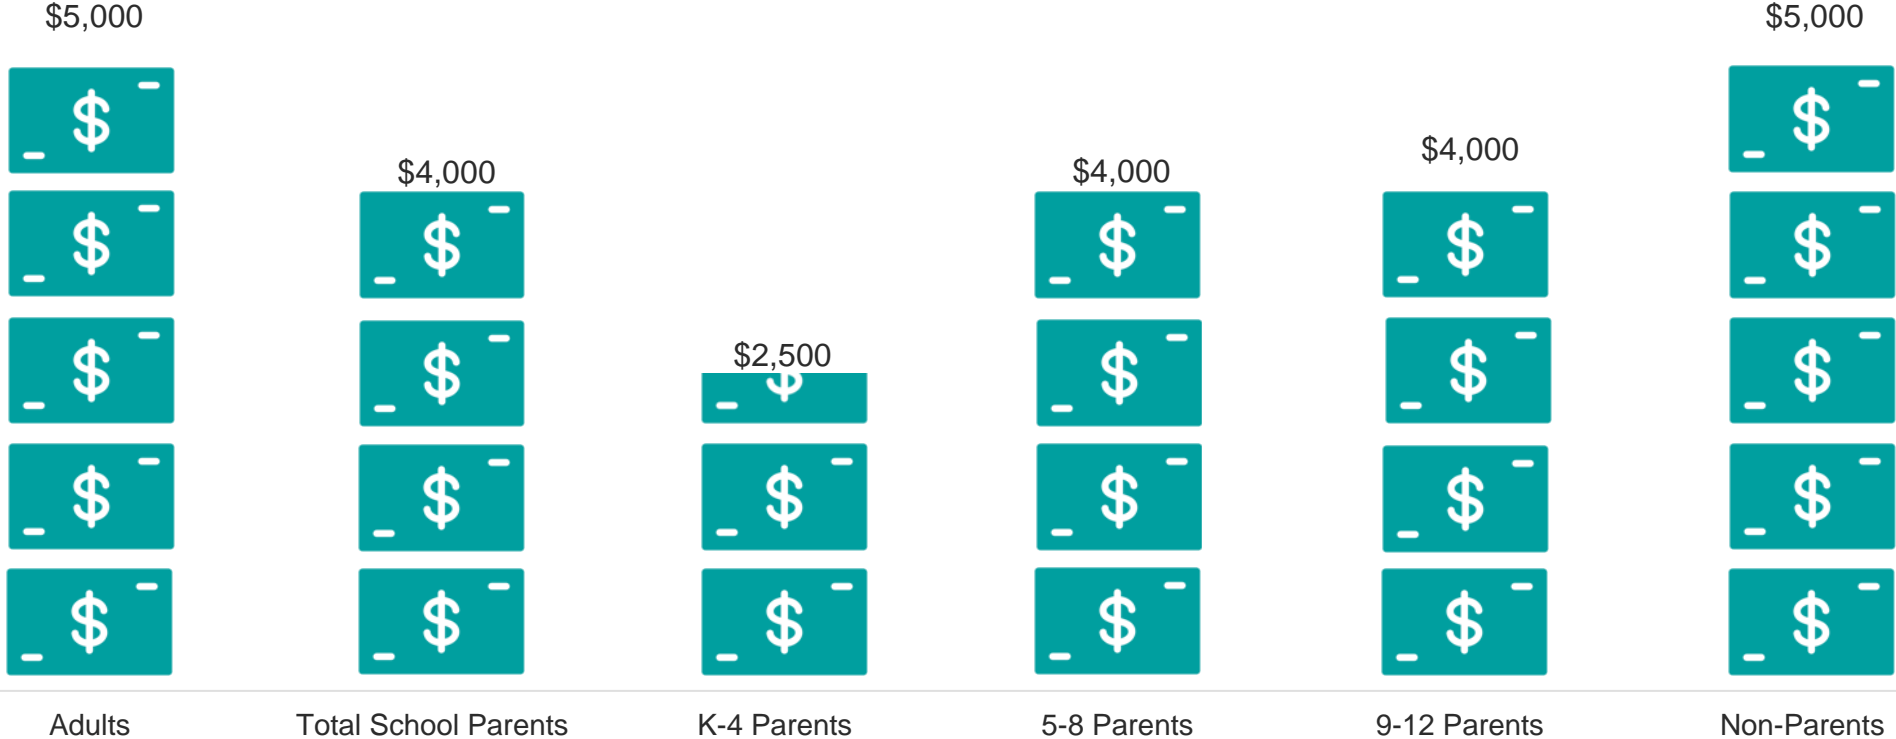 $5,000
$4,000
$2,500
$4,000
$4,000
$5,000
Adults
Total School Parents
K-4 Parents
5-8 Parents
9-12 Parents
Non-Parents